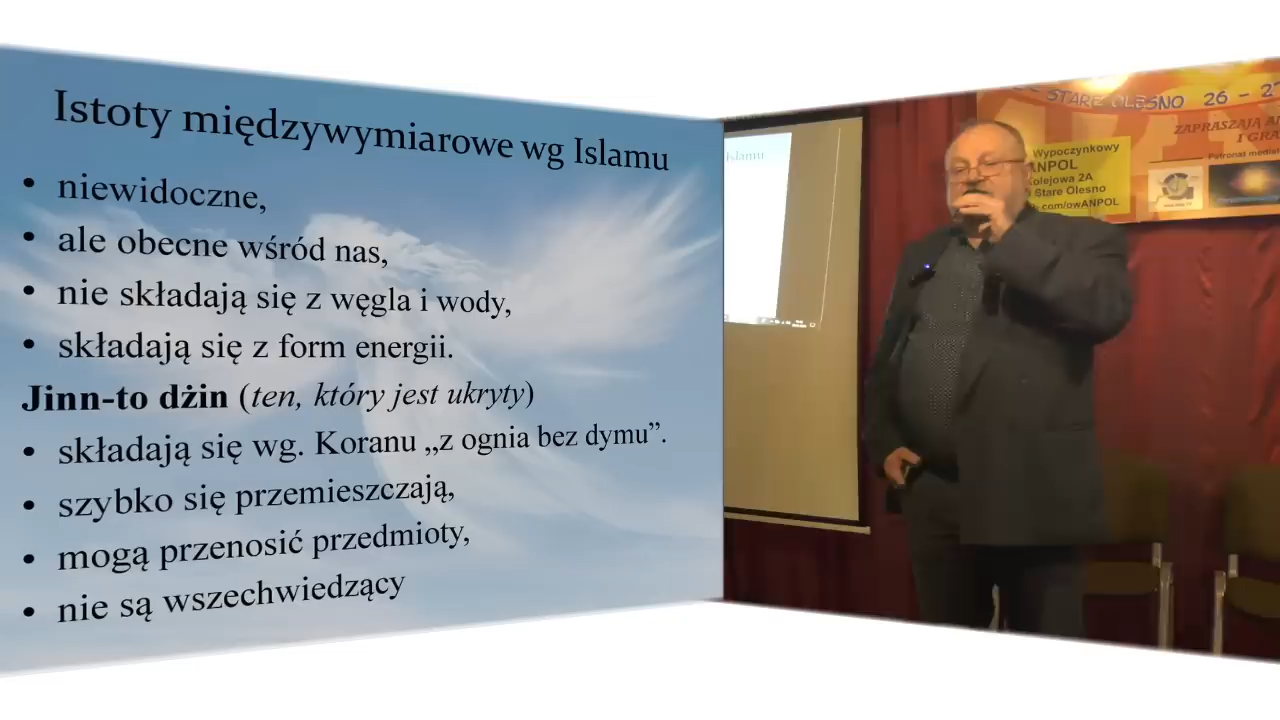 Istoty międzywymiarowe wg Islamu
• niewidoczne,
• ale obecne wśród nas,
• nie składają się z węgla i wody,
• składają się z form energii.
Jinn-to dżin (ten, który jest ukryty)
• składają się wg. Koranu „z ognia bez dymu”.
• szybko się przemieszczają,
• mogą przenosić przedmioty,
• nie są wszechwiedzący
Islamu
STARE OLESNO 26 - 27
ZAPRASZAJĄ
I GRA
Patronat medial
Wypoczynkowy
ANPOL
Kolejowa 2A
Stare Olesno
com/owANPOL